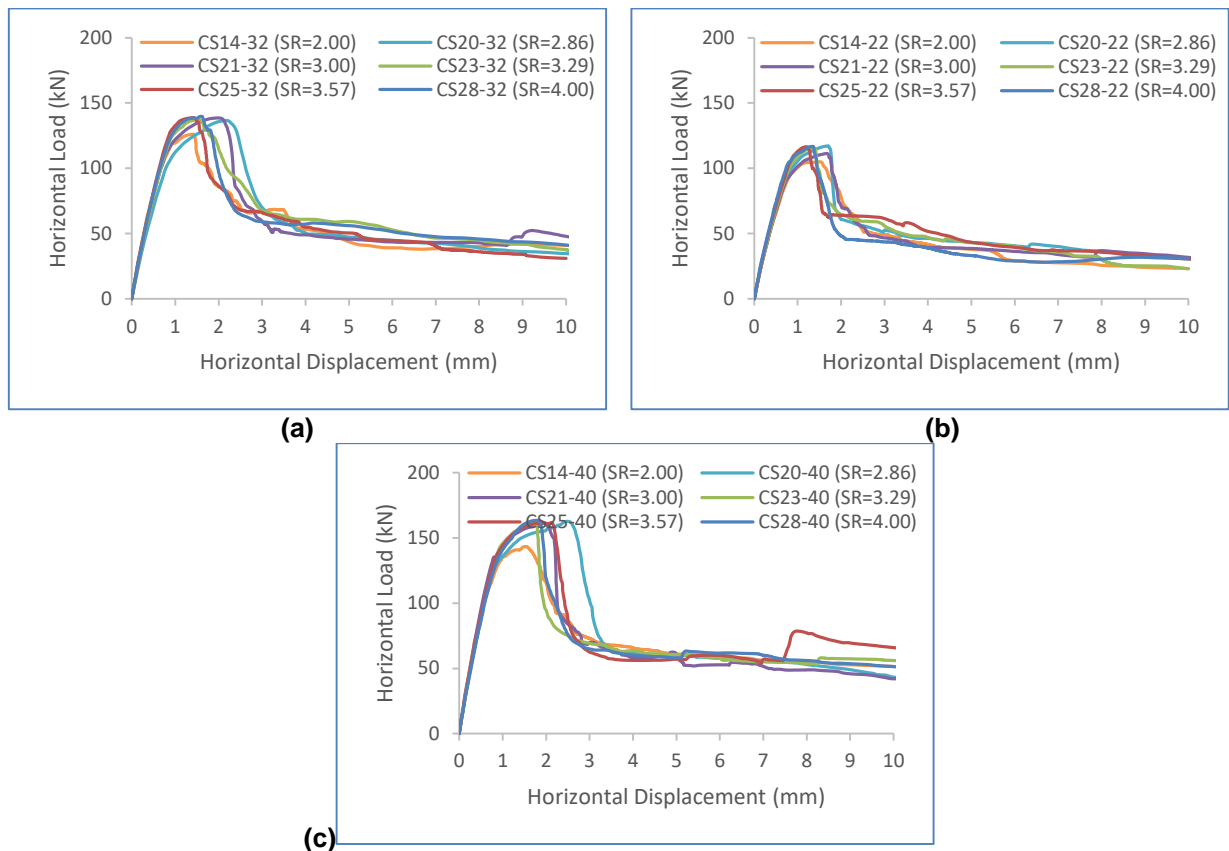 200
150
100
50
0
Horizontal Load (kN)
CS14-32 (SR=2.00) CS20-32 (SR=2.86)
CS21-32 (SR=3.00) CS23-32 (SR=3.29)
CS25-32 (SR=3.57) CS28-32 (SR=4.00)
0 1 2 3 4 5 6 7 8 9 10
Horizontal Displacement (mm)
(a)
200
150
100
50
0
Horizontal Load (kN)
CS14-22 (SR=2.00) CS20-22 (SR=2.86)
CS21-22 (SR=3.00) CS23-22 (SR=3.29)
CS25-22 (SR=3.57) CS28-22 (SR=4.00)
0 1 2 3 4 5 6 7 8 9 10
Horizontal Displacement (mm)
(b)
200
150
100
50
0
Horizontal Load (kN)
CS14-40 (SR=2.00) CS20-40 (SR=2.86)
CS21-40 (SR=3.00) CS23-40 (SR=3.29)
CS25-40 (SR=3.57) CS28-40 (SR=4.00)
0 1 2 3 4 5 6 7 8 9 10
Horizontal Displacement (mm)
(c)